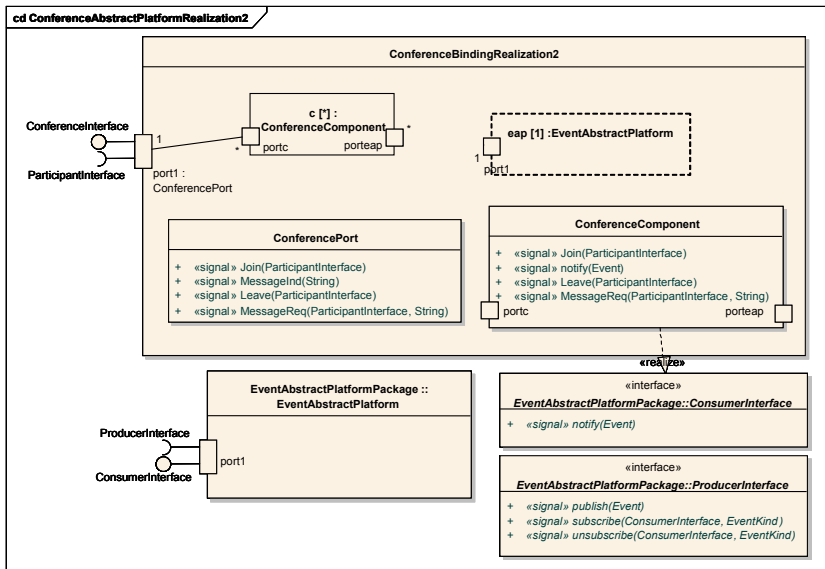 cd ConferenceAbstractPlatformRealization2
ConferenceBindingRealization2
c [*] :
ConferenceComponent
*
portc
porteap
*
eap [1] :EventAbstractPlatform
1
port1
ConferenceInterface
ParticipantInterface
1
port1 :
ConferencePort
ConferencePort
+ «signal» Join(ParticipantInterface)
+ «signal» MessageInd(String)
+ «signal» Leave(ParticipantInterface)
+ «signal» MessageReq(ParticipantInterface, String)
ConferenceComponent
+ «signal» Join(ParticipantInterface)
+ «signal» notify(Event)
+ «signal» Leave(ParticipantInterface)
+ «signal» MessageReq(ParticipantInterface, String)
portc
porteap
«realize»
EventAbstractPlatformPackage ::
EventAbstractPlatform
ProducerInterface
ConsumerInterface
port1
«interface»
EventAbstractPlatformPackage::ConsumerInterface
+ «signal» notify(Event)
«interface»
EventAbstractPlatformPackage::ProducerInterface
+ «signal» publish(Event)
+ «signal» subscribe(ConsumerInterface, EventKind)
+ «signal» unsubscribe(ConsumerInterface, EventKind)